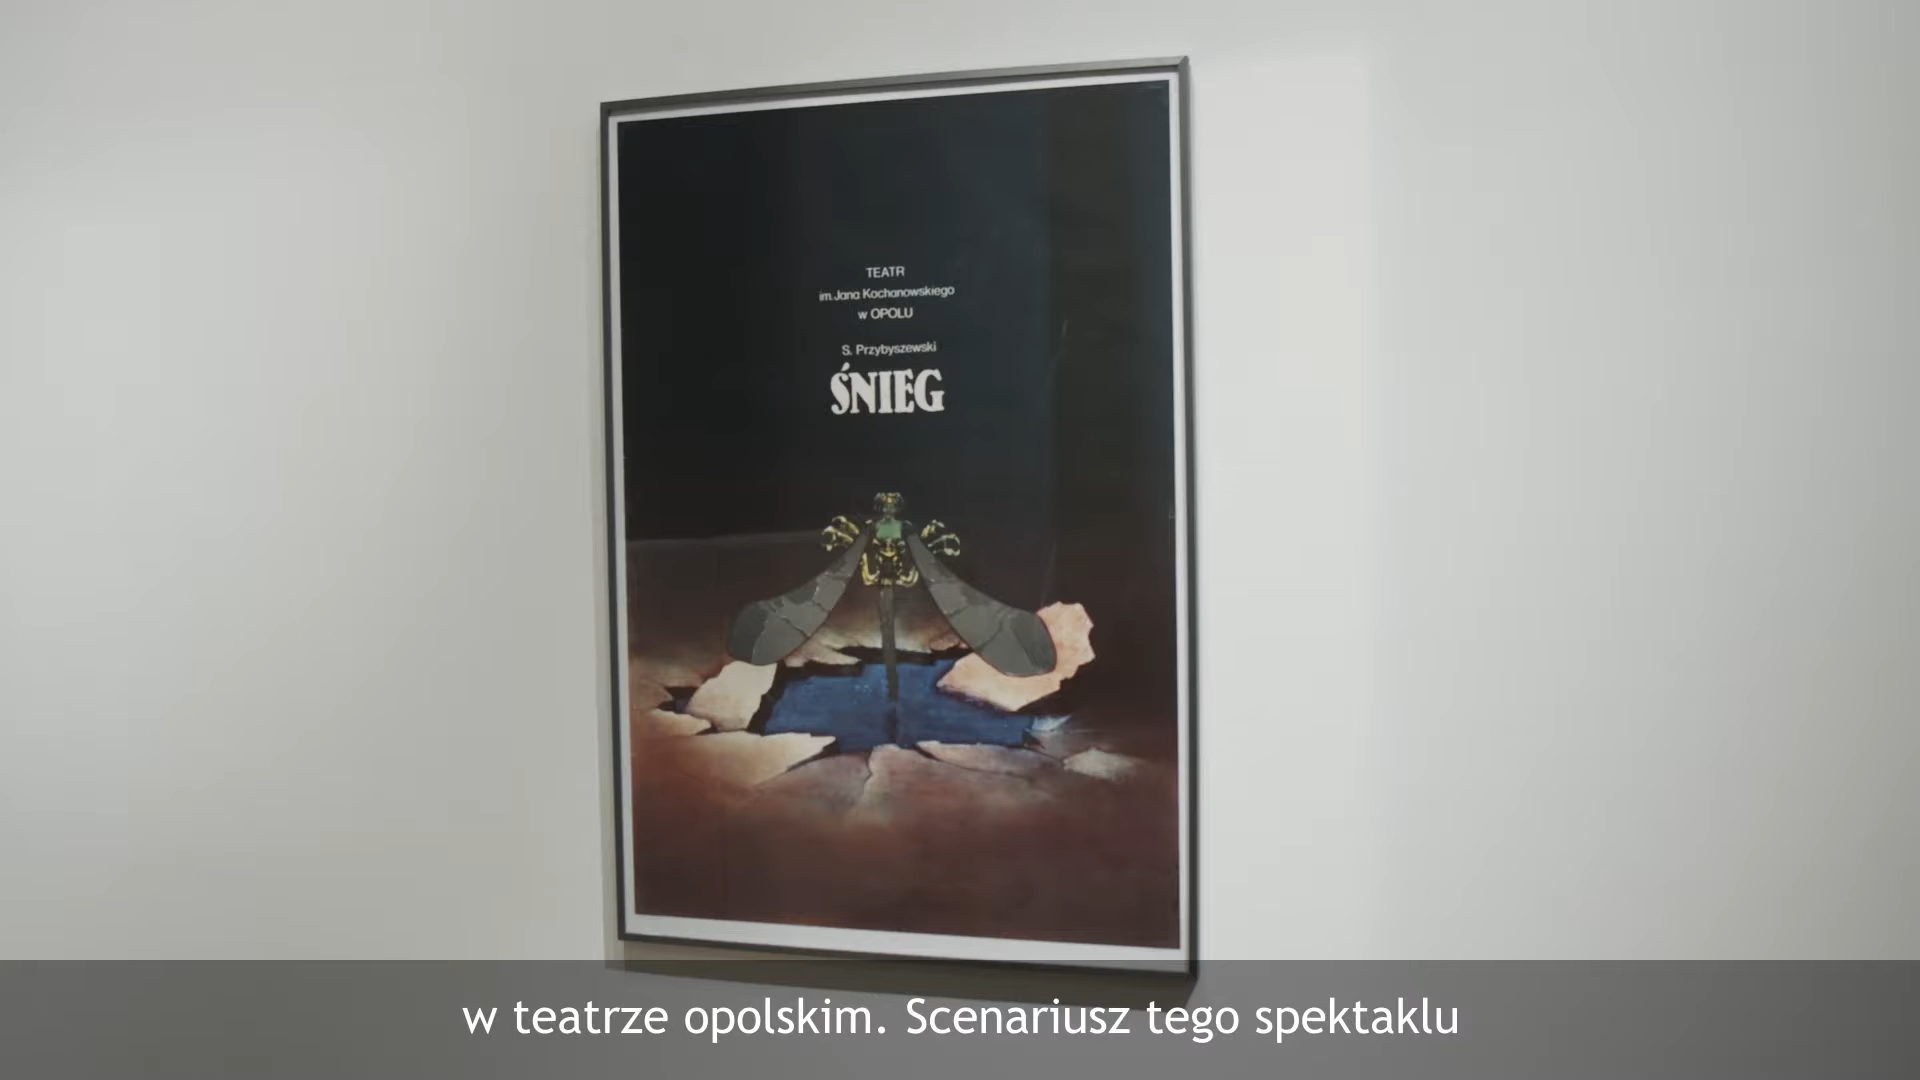 TEATR
im. Jana Kochanowskiego
w OPOLU
S. Przybyszewski
ŚNIEG
w teatrze opolskim. Scenariusz tego spektaklu